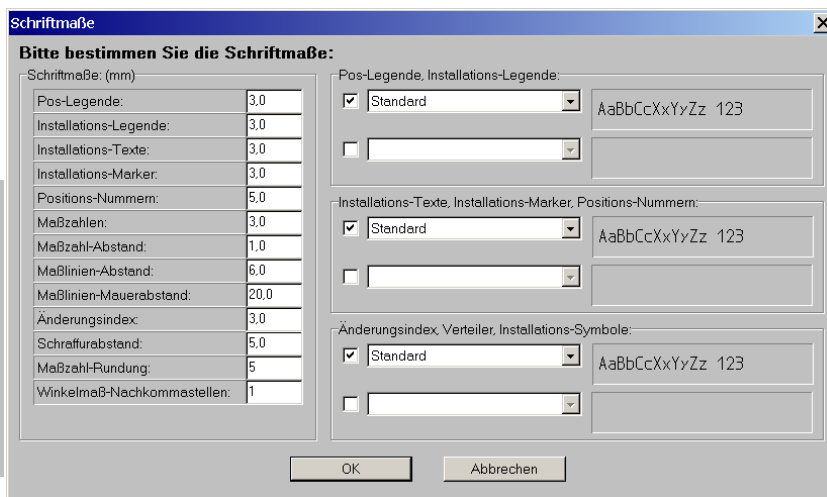 Schriftmaße
Bitte bestimmen Sie die Schriftmaße:
Schriftmaße: (mm)
Pos-Legende: 3,0
Installations-Legende: 3,0
Installations-Texte: 3,0
Installations-Marker: 3,0
Positions-Nummern: 5,0
Maßzahlen: 3,0
Maßzahl-Abstand: 1,0
Maßlinien-Abstand: 6,0
Maßlinien-Mauerabstand: 20,0
Änderungsindex: 3,0
Schraffurabstand: 5,0
Maßzahl-Rundung: 5
Winkelmaß-Nachkommastellen: 1
Pos-Legende, Installations-Legende:
Standard AaBbCcXxYyZz 123
Installations-Texte, Installations-Marker, Positions-Nummern:
Standard AaBbCcXxYyZz 123
Änderungsindex, Verteiler, Installations-Symbole:
Standard AaBbCcXxYyZz 123
OK Abbrechen